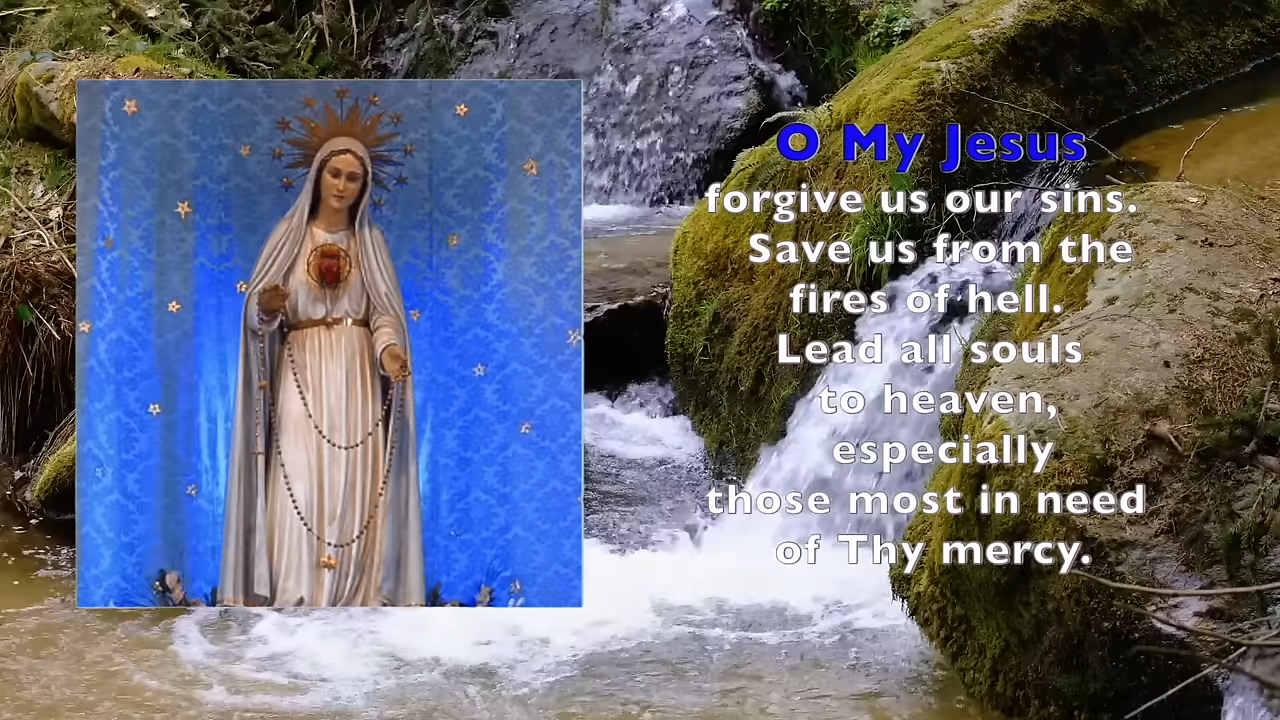 O My Jesus
forgive us our sins.
Save us from the
fires of hell.
Lead all souls
to heaven,
especially
those most in need
of Thy mercy.